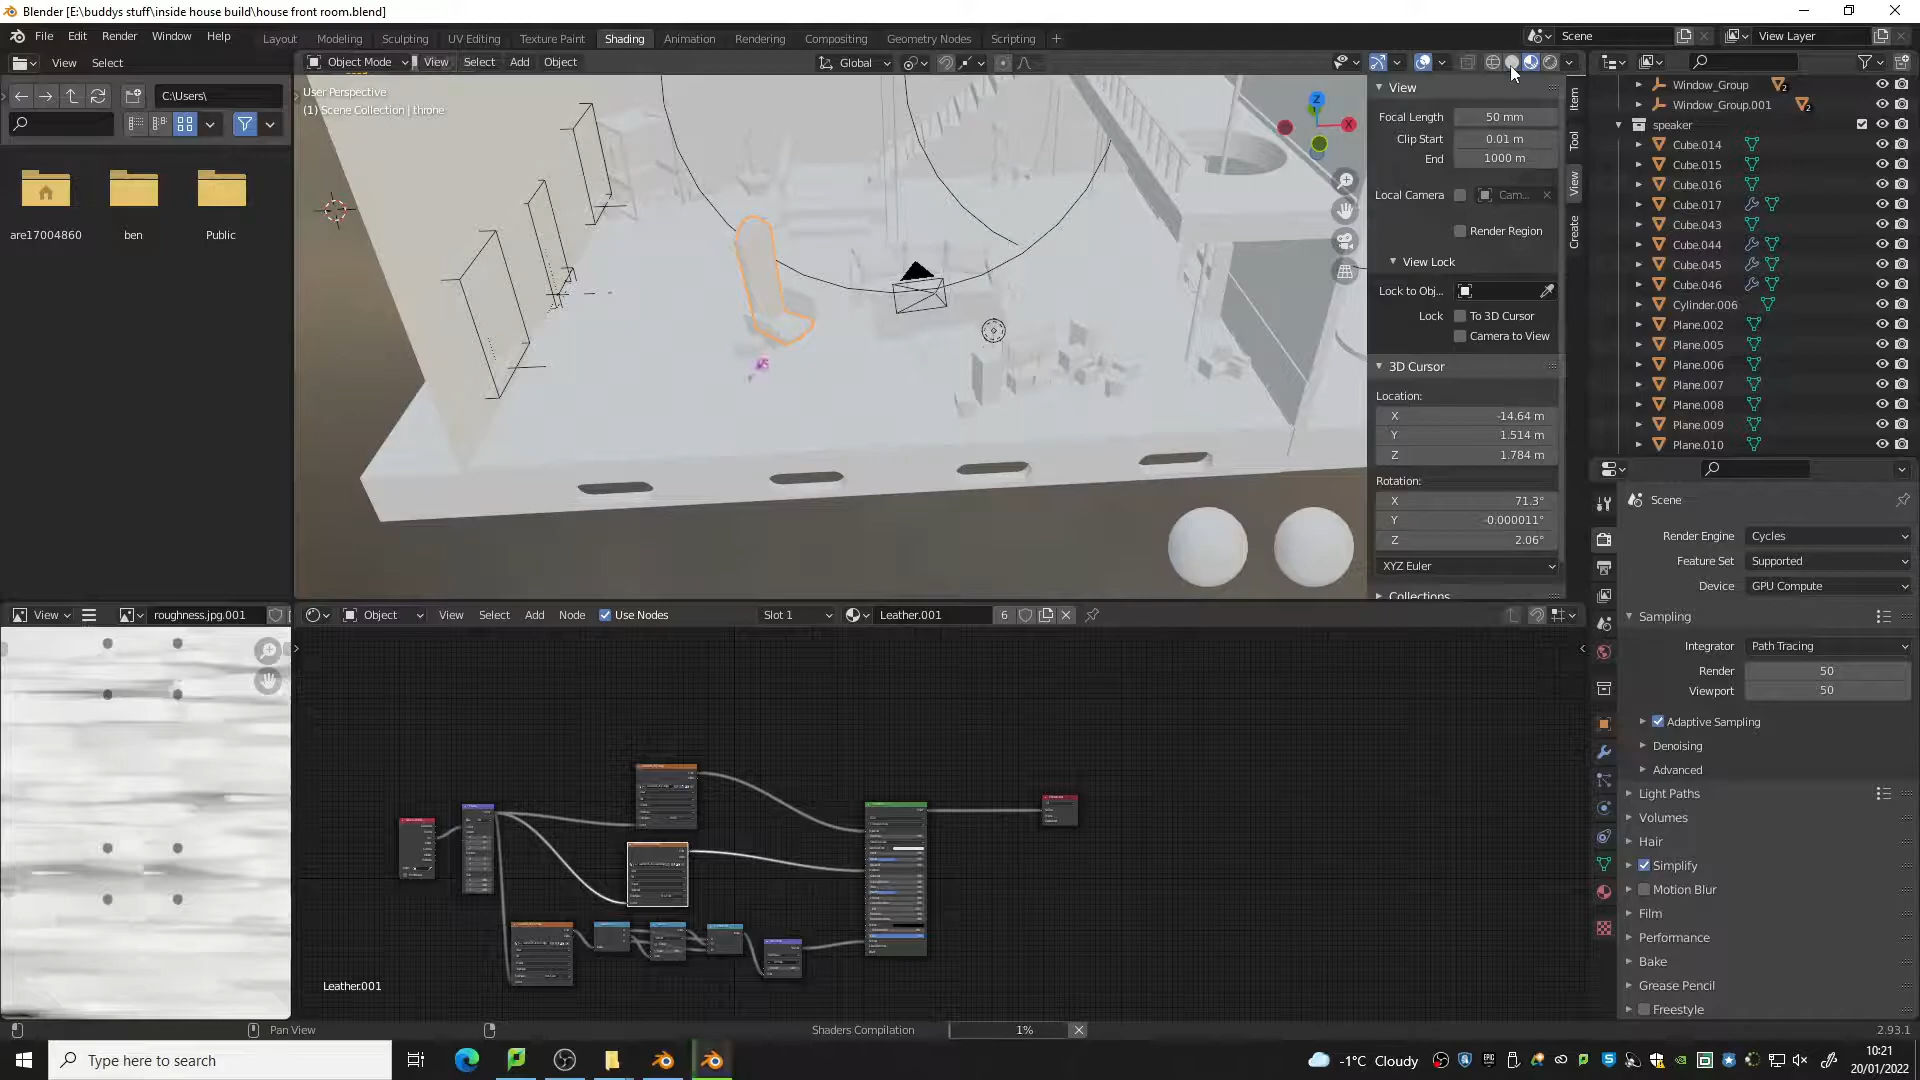 Blender [E:\buddys stuff\inside house build\house front room.blend]
File Edit Render Window Help
Layout Modeling Sculpting UV Editing Texture Paint Shading Animation Rendering Compositing Geometry Nodes Scripting +
Scene
View Layer
View Select
Object Mode View Select Add Object
Global
C:\Users\
are17004860 ben Public
User Perspective
(1) Scene Collection | throne
Z
X
View
Focal Length 50 mm
Clip Start 0.01 m
End 1000 m
Local Camera Cam...
Render Region
View Lock
Lock to Obj...
Lock To 3D Cursor
Camera to View
3D Cursor
Location:
X -14.64 m
Y 1.514 m
Z 1.784 m
Rotation:
X 71.3°
Y -0.000011°
Z 2.06°
XYZ Euler
Collections
Item
Tool
View
Create
Window_Group 2
Window_Group.001 2
speaker
Cube.014
Cube.015
Cube.016
Cube.017
Cube.043
Cube.044
Cube.045
Cube.046
Cylinder.006
Plane.002
Plane.005
Plane.006
Plane.007
Plane.008
Plane.009
Plane.010
Scene
Render Engine Cycles
Feature Set Supported
Device GPU Compute
Sampling
Integrator Path Tracing
Render 50
Viewport 50
Adaptive Sampling
Denoising
Advanced
Light Paths
Volumes
Hair
Simplify
Motion Blur
Film
Performance
Bake
Grease Pencil
Freestyle
View roughness.jpg.001
Object View Select Add Node Use Nodes Slot 1 Leather.001 6
Leather.001
Pan View
Shaders Compilation 1%
2.93.1
Type here to search
-1°C Cloudy
10:21
20/01/2022